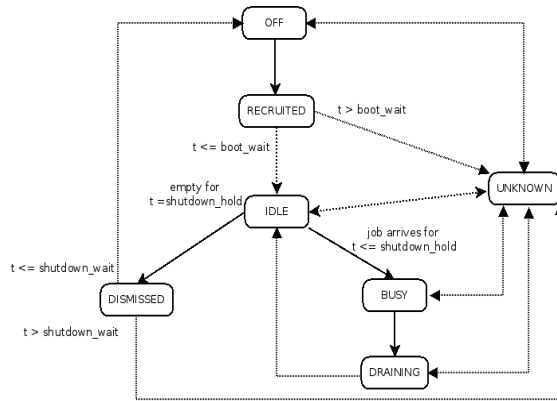 OFF
RECRUITED
t > boot_wait
t <= boot_wait
UNKNOWN
empty for
t =shutdown_hold
IDLE
job arrives for
t <= shutdown_hold
t <= shutdown_wait
DISMISSED
BUSY
t > shutdown_wait
DRAINING